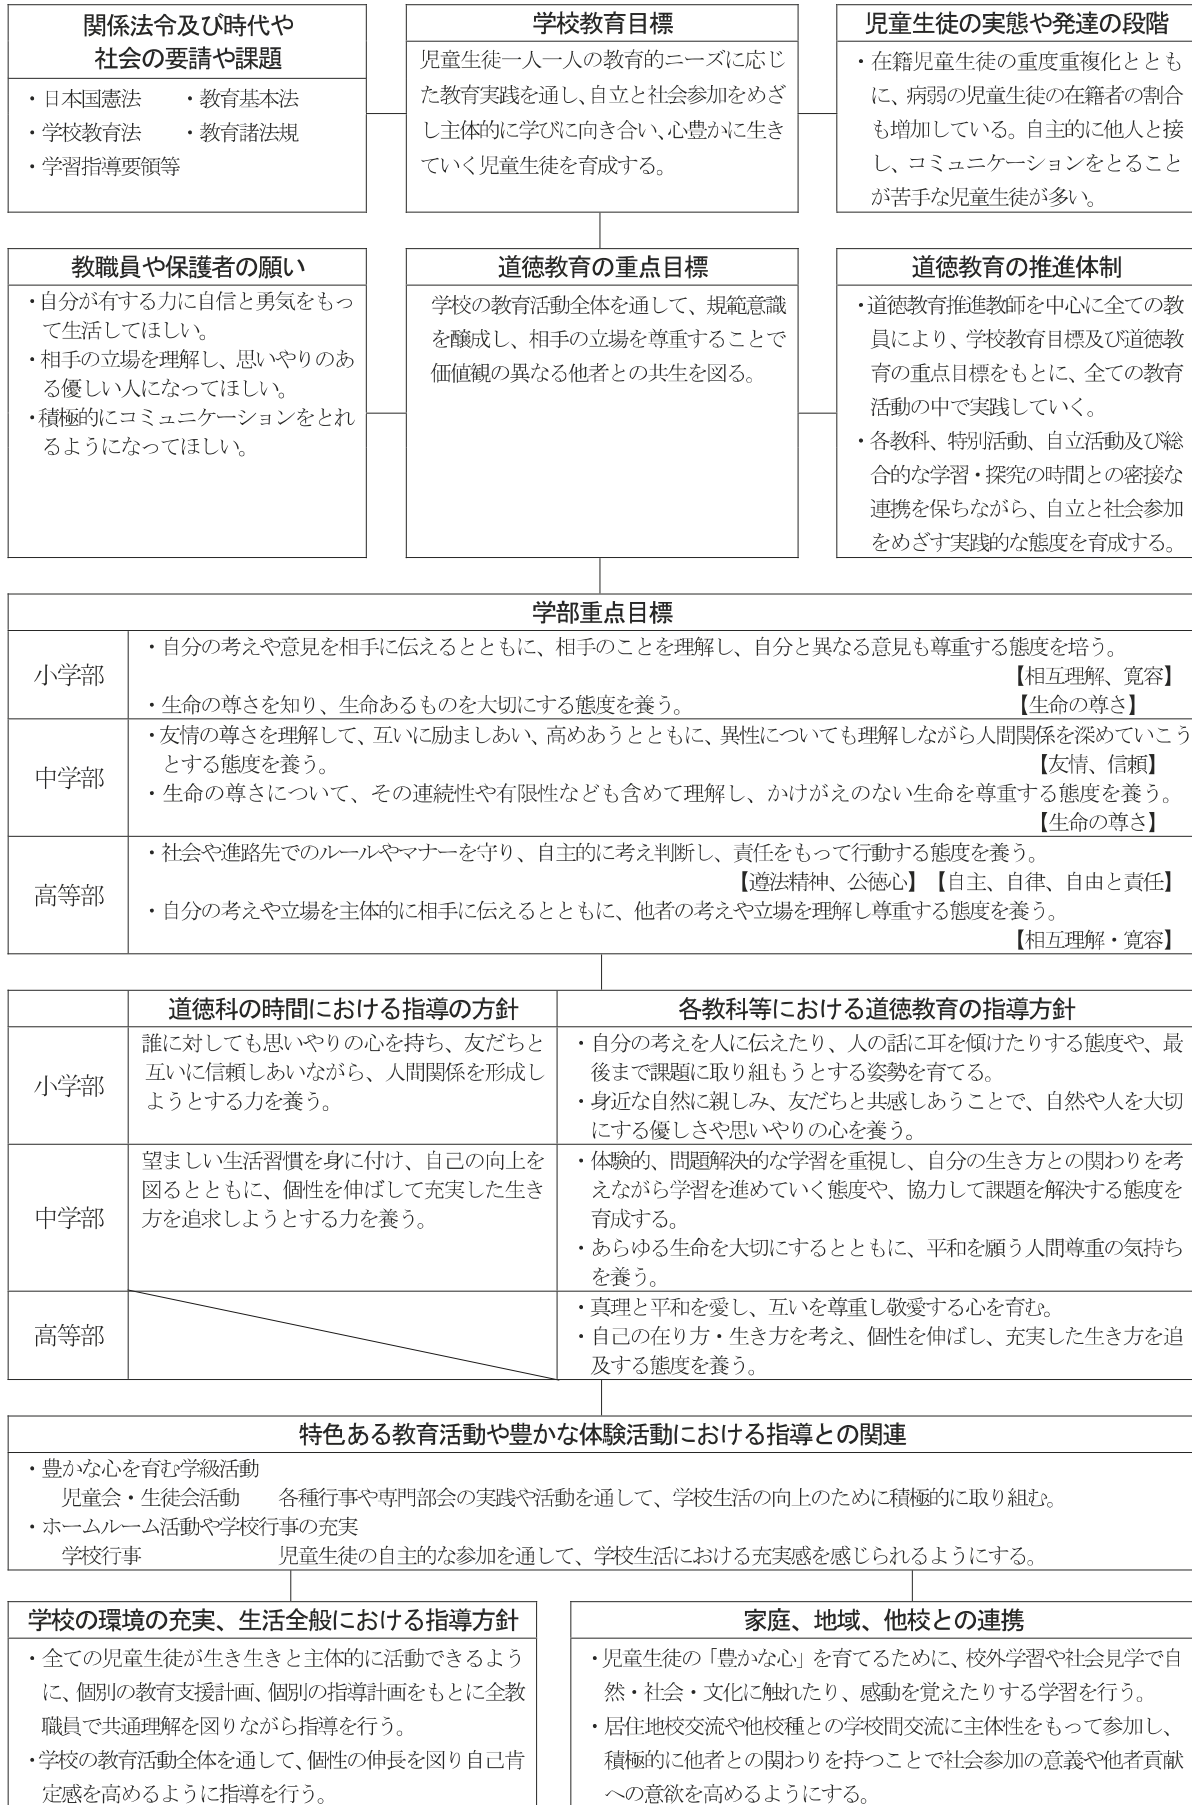 関係法令及び時代や
社会の要請や課題
・日本国憲法　・教育基本法
・学校教育法　・教育諸法規
・学習指導要領等
学校教育目標
児童生徒一人一人の教育的ニーズに応じ
た教育実践を通し、自立と社会参加をめざ
し主体的に学びに向き合い、心豊かに生き
ていく児童生徒を育成する。
児童生徒の実態や発達の段階
・在籍児童生徒の重度重複化ととも
に、病弱の児童生徒の在籍者の割合
も増加している。自主的に他人と接
し、コミュニケーションをとること
が苦手な児童生徒が多い。
教職員や保護者の願い
・自分が有する力に自信と勇気をもっ
て生活してほしい。
・相手の立場を理解し、思いやりのあ
る優しい人になってほしい。
・積極的にコミュニケーションをとれ
るようになってほしい。
道徳教育の重点目標
学校の教育活動全体を通して、規範意識
を醸成し、相手の立場を尊重することで
価値観の異なる他者との共生を図る。
道徳教育の推進体制
・道徳教育推進教師を中心に全ての教
員により、学校教育目標及び道徳教
育の重点目標をもとに、全ての教育
活動の中で実践していく。
・各教科、特別活動、自立活動及び総
合的な学習・探究の時間との密接な
連携を保ちながら、自立と社会参加
をめざす実践的な態度を育成する。
学部重点目標
小学部
・自分の考えや意見を相手に伝えるとともに、相手のことを理解し、自分と異なる意見も尊重する態度を培う。
【相互理解、寛容】
・生命の尊さを知り、生命あるものを大切にする態度を養う。　【生命の尊さ】
中学部
・友情の尊さを理解して、互いに励ましあい、高めあうとともに、異性についても理解しながら人間関係を深めていこう
とする態度を養う。　【友情、信頼】
・生命の尊さについて、その連続性や有限性なども含めて理解し、かけがえのない生命を尊重する態度を養う。
【生命の尊さ】
高等部
・社会や進路先でのルールやマナーを守り、自主的に考え判断し、責任をもって行動する態度を養う。
【遵法精神、公徳心】【自主、自律、自由と責任】
・自分の考えや立場を主体的に相手に伝えるとともに、他者の考えや立場を理解し尊重する態度を養う。
【相互理解・寛容】
道徳科の時間における指導の方針
各教科等における道徳教育の指導方針
小学部
誰に対しても思いやりの心を持ち、友だちと
互いに信頼しあいながら、人間関係を形成し
ようとする力を養う。
・自分の考えを人に伝えたり、人の話に耳を傾けたりする態度や、最
後まで課題に取り組もうとする姿勢を育てる。
・身近な自然に親しみ、友だちと共感しあうことで、自然や人を大切
にする優しさや思いやりの心を養う。
中学部
望ましい生活習慣を身に付け、自己の向上を
図るとともに、個性を伸ばして充実した生き
方を追求しようとする力を養う。
・体験的、問題解決的な学習を重視し、自分の生き方との関わりを考
えながら学習を進めていく態度や、協力して課題を解決する態度を
育成する。
・あらゆる生命を大切にするとともに、平和を願う人間尊重の気持ち
を養う。
高等部
・真理と平和を愛し、互いを尊重し敬愛する心を育む。
・自己の在り方・生き方を考え、個性を伸ばし、充実した生き方を追
及する態度を養う。
特色ある教育活動や豊かな体験活動における指導との関連
・豊かな心を育む学級活動
児童会・生徒会活動　各種行事や専門部会の実践や活動を通して、学校生活の向上のために積極的に取り組む。
・ホームルーム活動や学校行事の充実
学校行事　児童生徒の自主的な参加を通して、学校生活における充実感を感じられるようにする。
学校の環境の充実、生活全般における指導方針
・全ての児童生徒が生き生きと主体的に活動できるよう
に、個別の教育支援計画、個別の指導計画をもとに全教
職員で共通理解を図りながら指導を行う。
・学校の教育活動全体を通して、個性の伸長を図り自己肯
定感を高めるように指導を行う。
家庭、地域、他校との連携
・児童生徒の「豊かな心」を育てるために、校外学習や社会見学で自
然・社会・文化に触れたり、感動を覚えたりする学習を行う。
・居住地校交流や他校種との学校間交流に主体性をもって参加し、
積極的に他者との関わりを持つことで社会参加の意義や他者貢献
への意欲を高めるようにする。